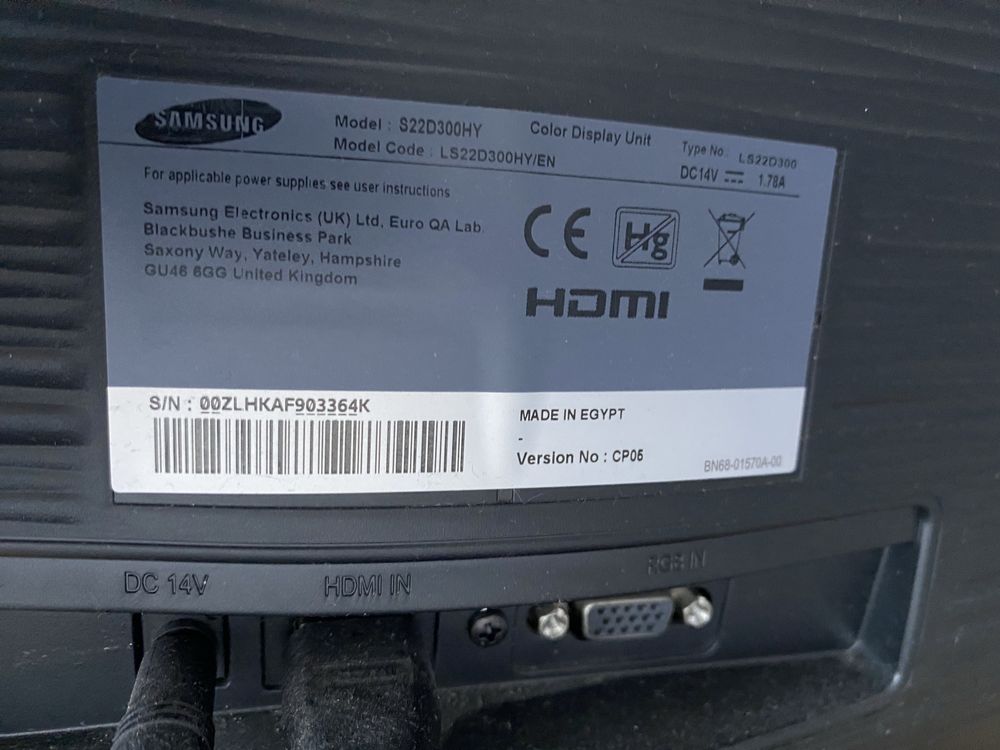 SAMSUNG
Model : S22D300HY
Model Code : LS22D300HY/EN
Color Display Unit
Type No. LS22D300
DC14V 1.78A
For applicable power supplies see user instructions
Samsung Electronics (UK) Ltd, Euro QA Lab.
Blackbushe Business Park
Saxony Way, Yateley, Hampshire
GU46 6GG United Kingdom
CE
Hg
HDMI
S/N : 00ZLHKAF903364K
MADE IN EGYPT
-
Version No : CP05
BN68-01570A-00
DC 14V
HDMI IN
RGB IN